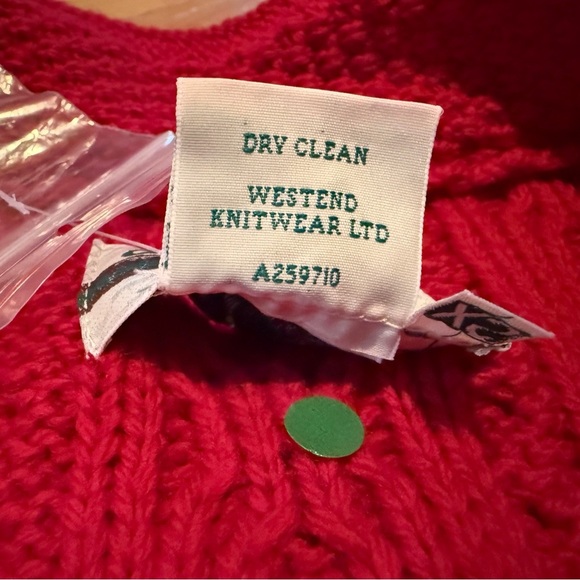 DRY CLEAN
WESTEND
KNITWEAR LTD
A259710